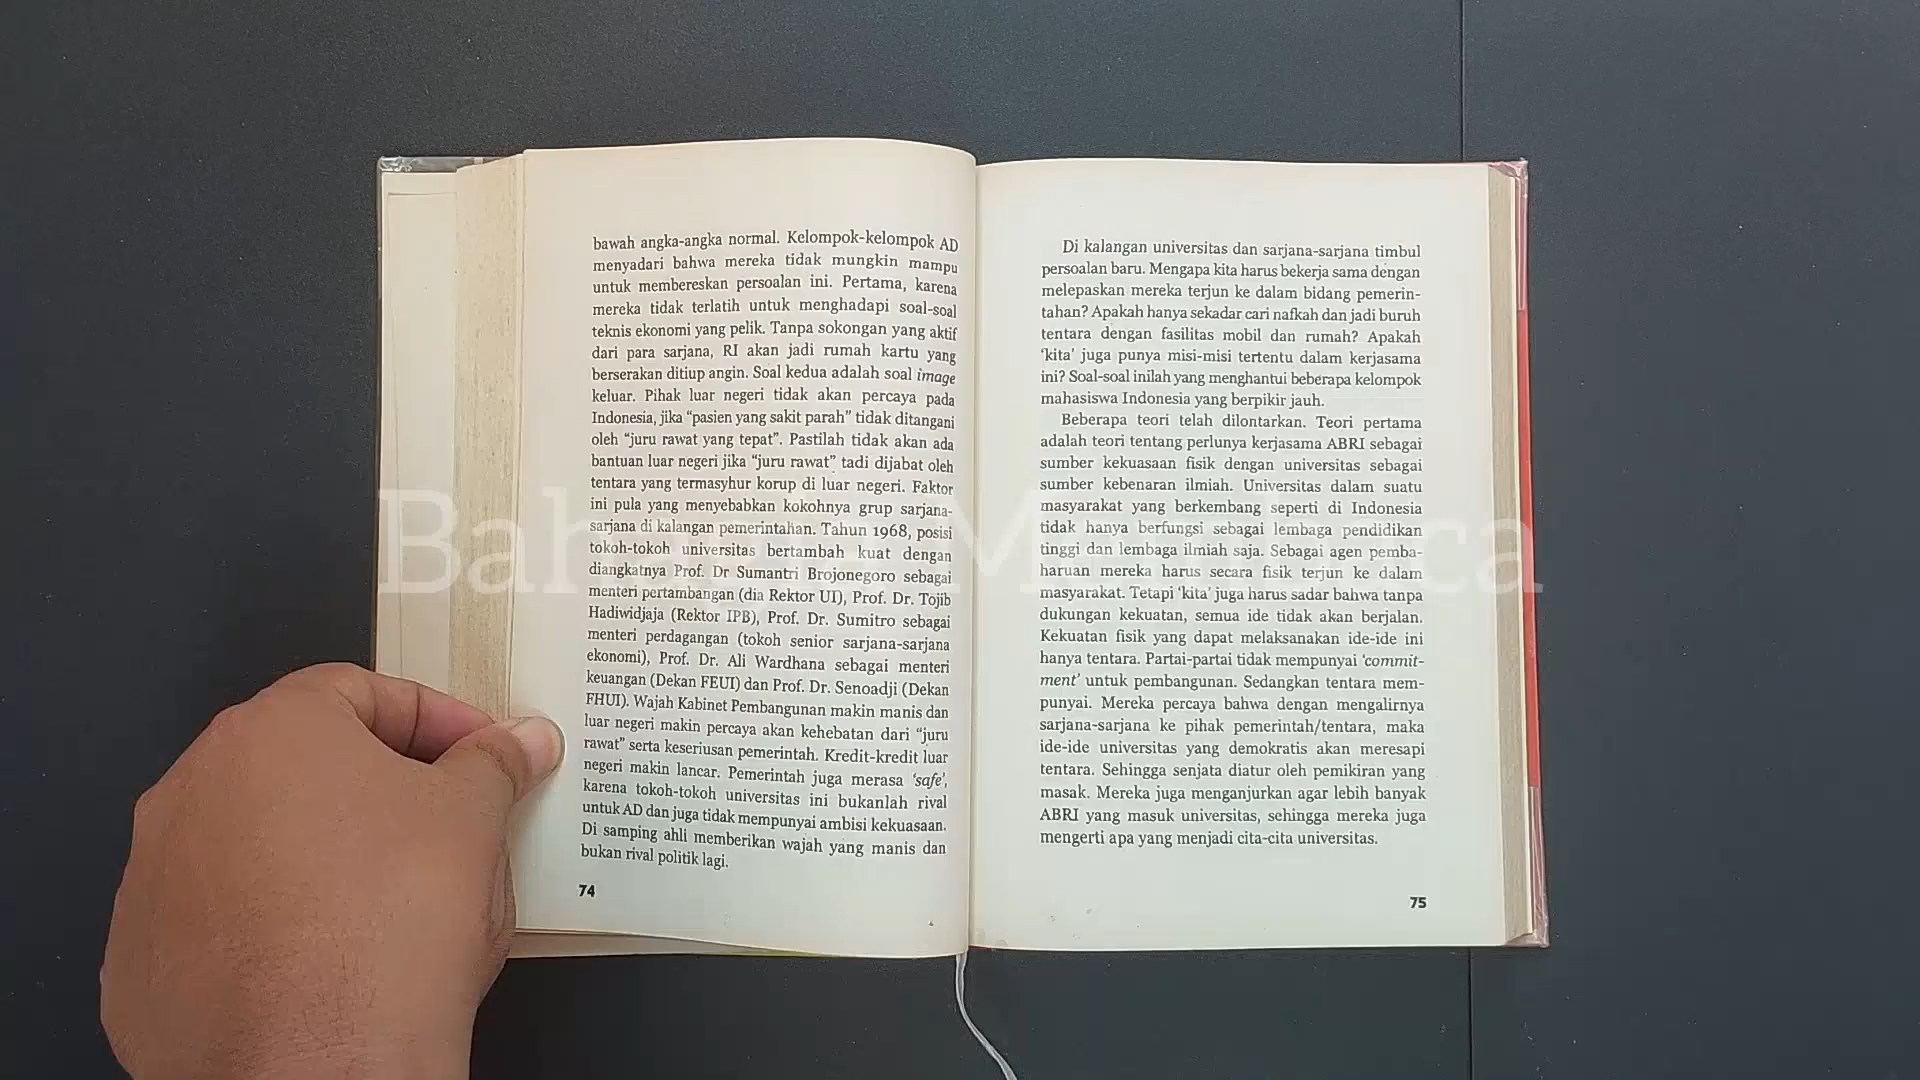 bawah angka-angka normal. Kelompok-kelompok AD
menyadari bahwa mereka tidak mungkin mampu
untuk membereskan persoalan ini. Pertama, karena
mereka tidak terlatih untuk menghadapi soal-soal
teknis ekonomi yang pelik. Tanpa sokongan yang aktif
dari para sarjana, RI akan jadi rumah kartu yang
berserakan ditiup angin. Soal kedua adalah soal image
keluar. Pihak luar negeri tidak akan percaya pada
Indonesia, jika “pasien yang sakit parah” tidak ditangani
oleh “juru rawat yang tepat”. Pastilah tidak akan ada
bantuan luar negeri jika “juru rawat” tadi dijabat oleh
tentara yang termasyhur korup di luar negeri. Faktor
ini pula yang menyebabkan kokohnya grup sarjana-
sarjana di kalangan pemerintahan. Tahun 1968, posisi
tokoh-tokoh universitas bertambah kuat dengan
diangkatnya Prof. Dr Sumantri Brojonegoro sebagai
menteri pertambangan (dia Rektor UI), Prof. Dr. Tojib
Hadiwidjaja (Rektor IPB), Prof. Dr. Sumitro sebagai
menteri perdagangan (tokoh senior sarjana-sarjana
ekonomi), Prof. Dr. Ali Wardhana sebagai menteri
keuangan (Dekan FEUI) dan Prof. Dr. Senoadji (Dekan
FHUI). Wajah Kabinet Pembangunan makin manis dan
luar negeri makin percaya akan kehebatan dari “juru
rawat” serta keseriusan pemerintah. Kredit-kredit luar
negeri makin lancar. Pemerintah juga merasa ‘safe’,
karena tokoh-tokoh universitas ini bukanlah rival
untuk AD dan juga tidak mempunyai ambisi kekuasaan.
Di samping ahli memberikan wajah yang manis dan
bukan rival politik lagi.
74
Di kalangan universitas dan sarjana-sarjana timbul
persoalan baru. Mengapa kita harus bekerja sama dengan
melepaskan mereka terjun ke dalam bidang pemerin-
tahan? Apakah hanya sekadar cari nafkah dan jadi buruh
tentara dengan fasilitas mobil dan rumah? Apakah
‘kita’ juga punya misi-misi tertentu dalam kerjasama
ini? Soal-soal inilah yang menghantui beberapa kelompok
mahasiswa Indonesia yang berpikir jauh.
Beberapa teori telah dilontarkan. Teori pertama
adalah teori tentang perlunya kerjasama ABRI sebagai
sumber kekuasaan fisik dengan universitas sebagai
sumber kebenaran ilmiah. Universitas dalam suatu
masyarakat yang berkembang seperti di Indonesia
tidak hanya berfungsi sebagai lembaga pendidikan
tinggi dan lembaga ilmiah saja. Sebagai agen pemba-
haruan mereka harus secara fisik terjun ke dalam
masyarakat. Tetapi ‘kita’ juga harus sadar bahwa tanpa
dukungan kekuatan, semua ide tidak akan berjalan.
Kekuatan fisik yang dapat melaksanakan ide-ide ini
hanya tentara. Partai-partai tidak mempunyai ‘commit-
ment’ untuk pembangunan. Sedangkan tentara mem-
punyai. Mereka percaya bahwa dengan mengalirnya
sarjana-sarjana ke pihak pemerintah/tentara, maka
ide-ide universitas yang demokratis akan meresapi
tentara. Sehingga senjata diatur oleh pemikiran yang
masak. Mereka juga menganjurkan agar lebih banyak
ABRI yang masuk universitas, sehingga mereka juga
mengerti apa yang menjadi cita-cita universitas.
75